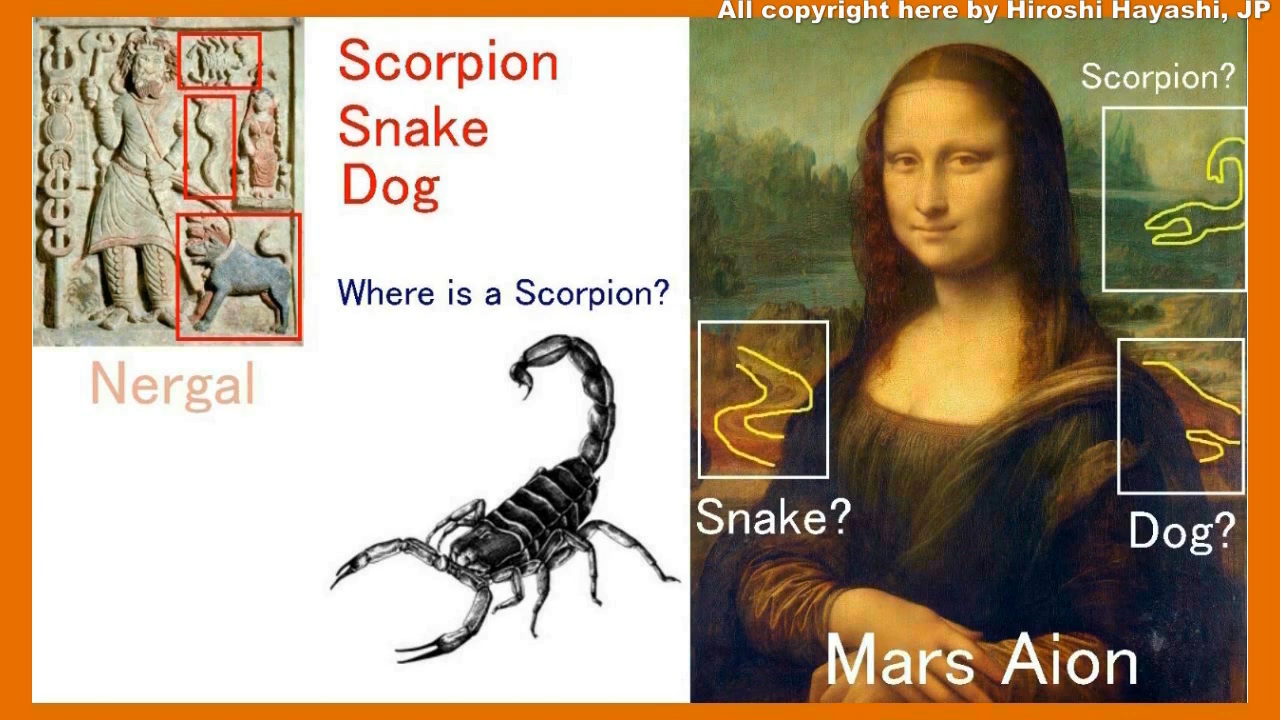 All copyright here by Hiroshi Hayashi, JP
Scorpion
Snake
Dog
Where is a Scorpion?
Nergal
Scorpion?
Snake?
Dog?
Mars Aion